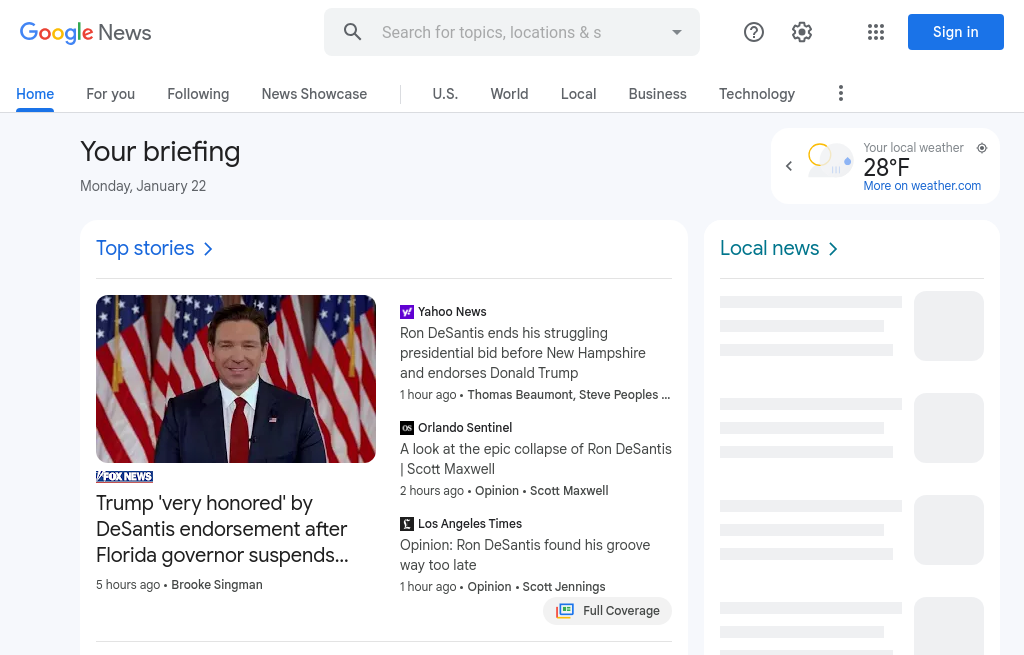 Google News
Search for topics, locations & s
Sign in
Home
For you
Following
News Showcase
U.S.
World
Local
Business
Technology
Your briefing
Monday, January 22
Your local weather
28°F
More on weather.com
Top stories
FOX NEWS
Trump 'very honored' by
DeSantis endorsement after
Florida governor suspends...
5 hours ago • Brooke Singman
Yahoo News
Ron DeSantis ends his struggling
presidential bid before New Hampshire
and endorses Donald Trump
1 hour ago • Thomas Beaumont, Steve Peoples ...
OS Orlando Sentinel
A look at the epic collapse of Ron DeSantis
| Scott Maxwell
2 hours ago • Opinion • Scott Maxwell
Los Angeles Times
Opinion: Ron DeSantis found his groove
way too late
1 hour ago • Opinion • Scott Jennings
Full Coverage
Local news